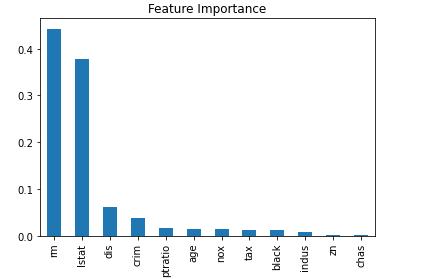 Feature Importance
0.4
0.3
0.2
0.1
0.0
rm
lstat
dis
crim
ptratio
age
nox
tax
black
indus
zn
chas